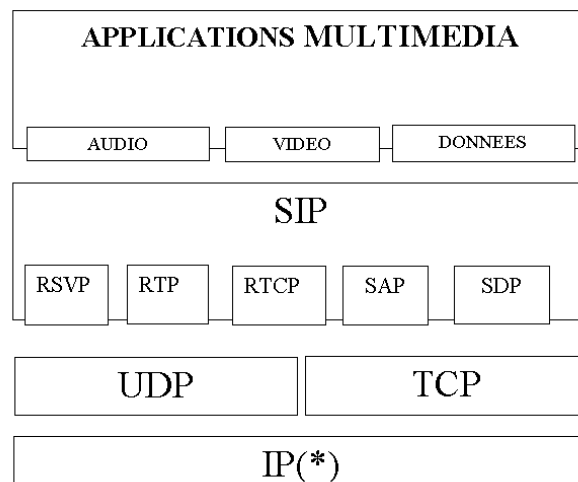 APPLICATIONS MULTIMEDIA
AUDIO VIDEO DONNEES
SIP
RSVP RTP RTCP SAP SDP
UDP TCP
IP(*)